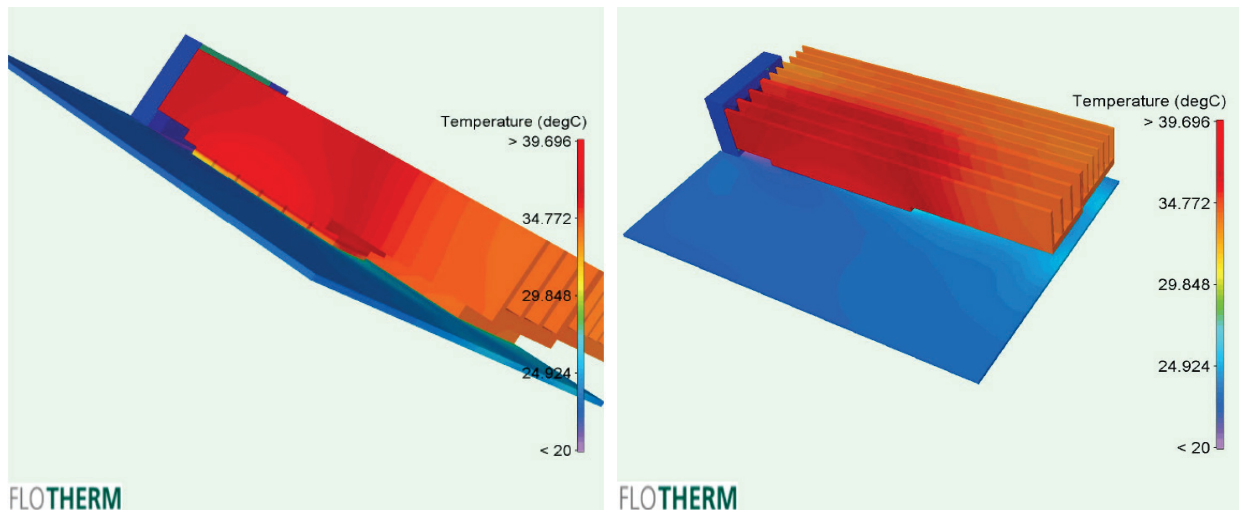 Temperature (degC)
> 39.696
34.772
29.848
24.924
< 20
FLOTHERM
Temperature (degC)
> 39.696
34.772
29.848
24.924
< 20
FLOTHERM